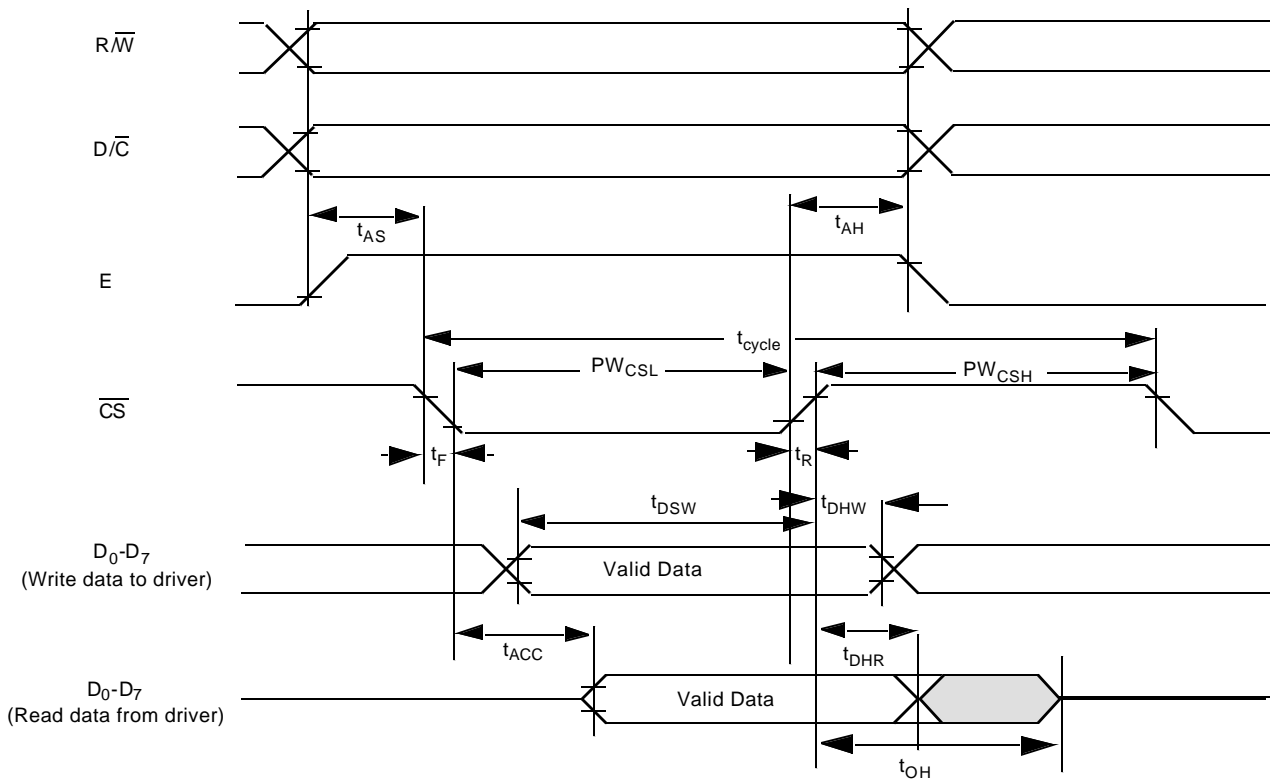 R/W̅
D/C̅
tAS
tAH
E
tcycle
PWCSL
PWCSH
C̅S̅
tF
tR
tDSW
tDHW
D0-D7
(Write data to driver)
Valid Data
tACC
tDHR
D0-D7
(Read data from driver)
Valid Data
tOH